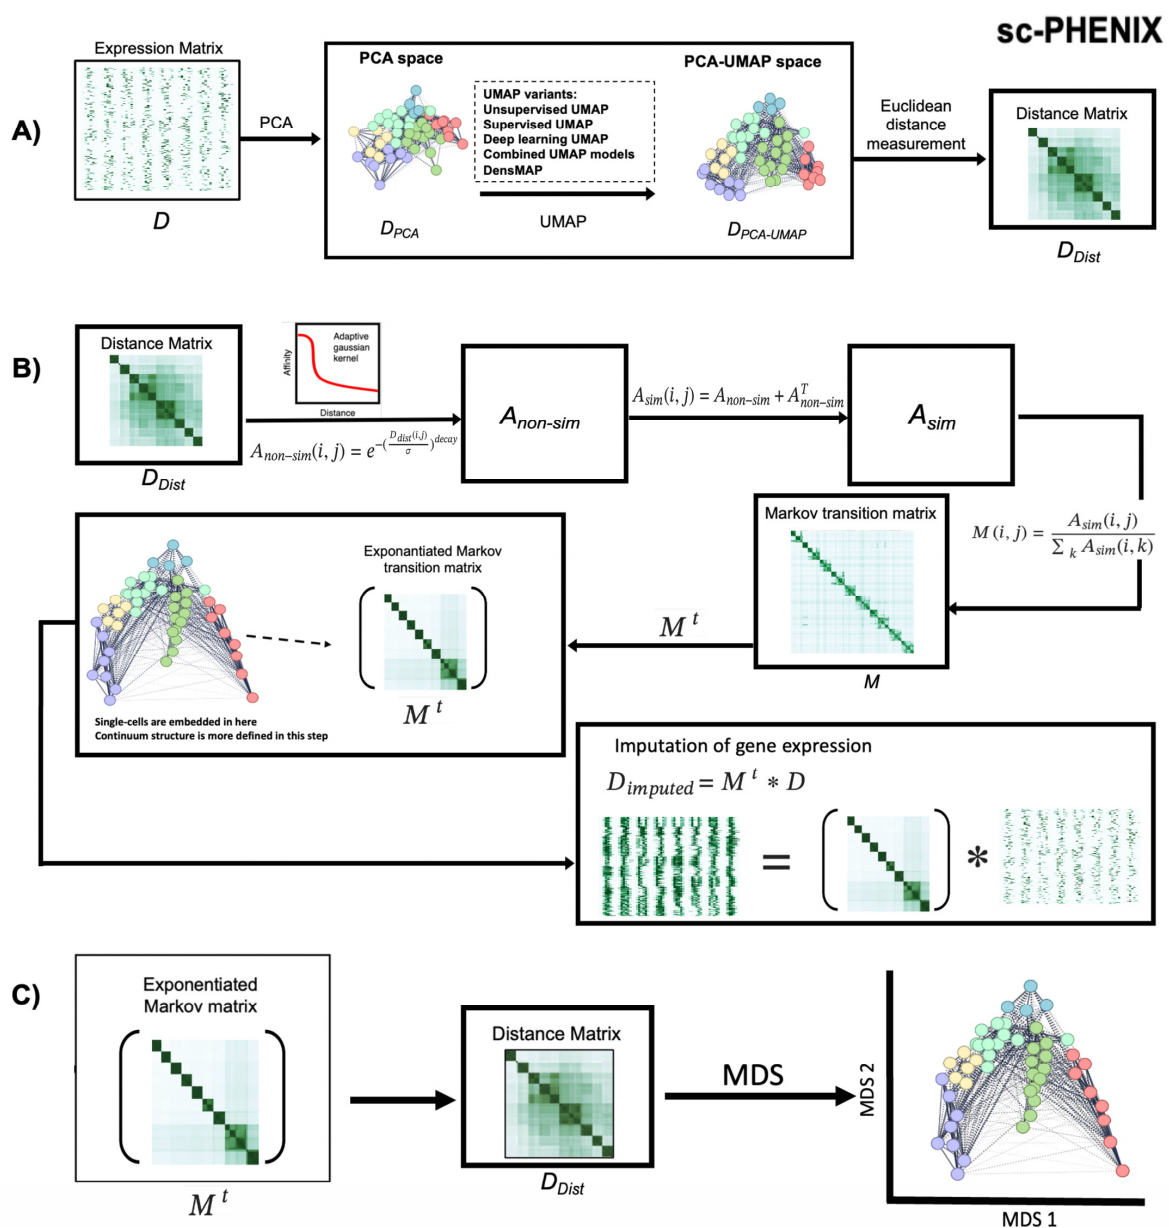 sc-PHENIX
A)
Expression Matrix
D
PCA
PCA space
D_PCA
UMAP variants:
Unsupervised UMAP
Supervised UMAP
Deep learning UMAP
Combined UMAP models
DensMAP
UMAP
PCA-UMAP space
D_PCA-UMAP
Euclidean
distance
measurement
Distance Matrix
D_Dist
B)
Distance Matrix
D_Dist
Affinity
Adaptive
gaussian
kernel
Distance
A_non−sim(i, j) = e^−(D_dist(i,j)/σ)^decay
A_non-sim
A_sim(i, j) = A_non-sim + A^T_non-sim
A_sim
M(i, j) = A_sim(i, j) / ∑_k A_sim(i, k)
Markov transition matrix
M
M^t
Exponantiated Markov
transition matrix
M^t
Single-cells are embedded in here
Continuum structure is more defined in this step
Imputation of gene expression
D_imputed = M^t * D
= *
C)
Exponentiated
Markov matrix
M^t
Distance Matrix
D_Dist
MDS
MDS 2
MDS 1